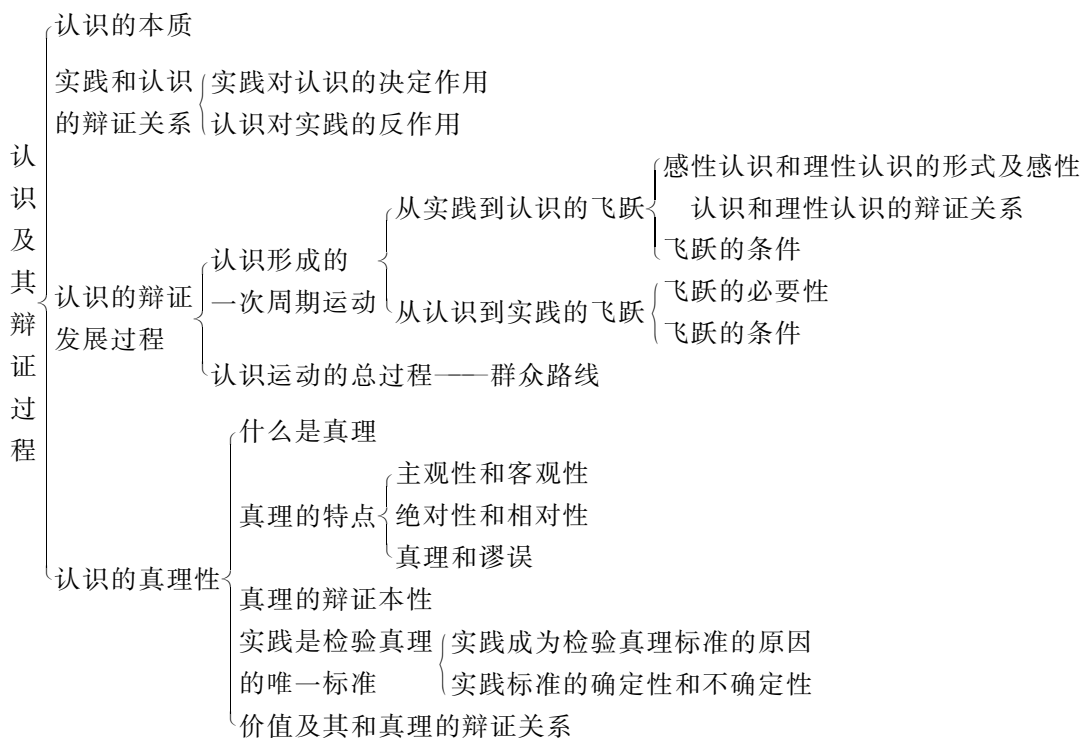 认识及其辩证过程
认识的本质
实践和认识
的辩证关系
实践对认识的决定作用
认识对实践的反作用
认识的辩证
发展过程
认识形成的
一次周期运动
从实践到认识的飞跃
感性认识和理性认识的形式及感性
认识和理性认识的辩证关系
飞跃的条件
从认识到实践的飞跃
飞跃的必要性
飞跃的条件
认识运动的总过程——群众路线
认识的真理性
什么是真理
真理的特点
主观性和客观性
绝对性和相对性
真理和谬误
真理的辩证本性
实践是检验真理
的唯一标准
实践成为检验真理标准的原因
实践标准的确定性和不确定性
价值及其和真理的辩证关系